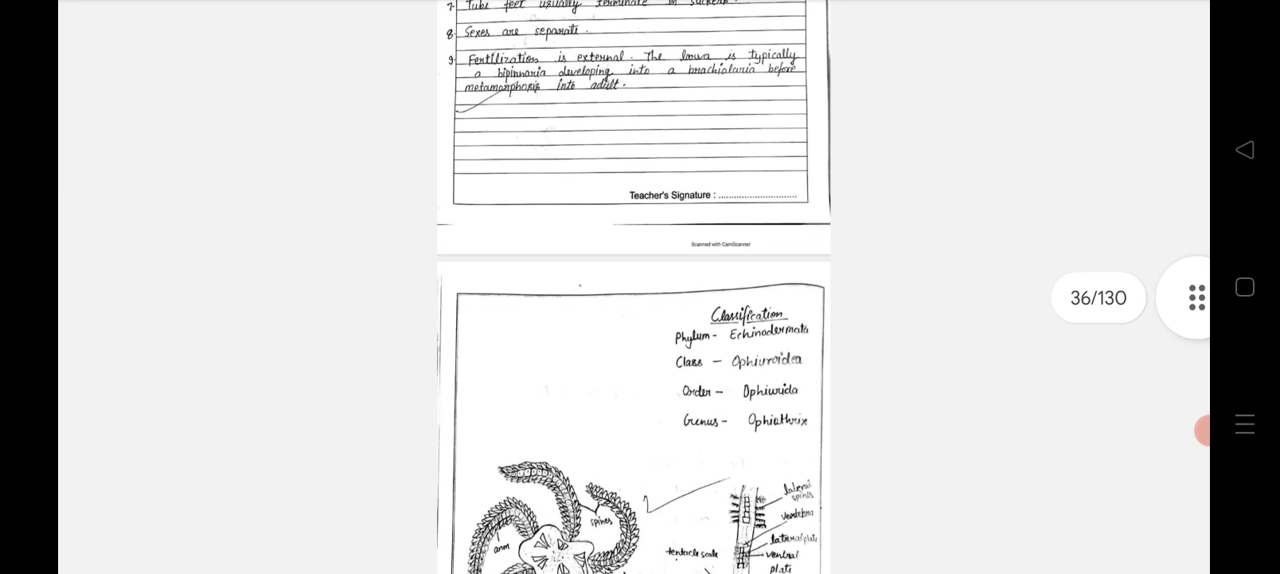 7. Tube feet usually terminate in suckers.
8. Sexes are separate.
9. Fertilization is external. The larva is typically
a bipinnaria developing into a brachiolaria before
metamorphosis into adult.
Teacher's Signature : ..............................
Scanned with CamScanner
36/130
Classification
Phylum - Echinodermata
Class - Ophiuroidea
Order - Ophiurida
Genus - Ophiothrix
lateral
spines
vertebra
spines
arm
lateral plate
tentacle scale
ventral
plate